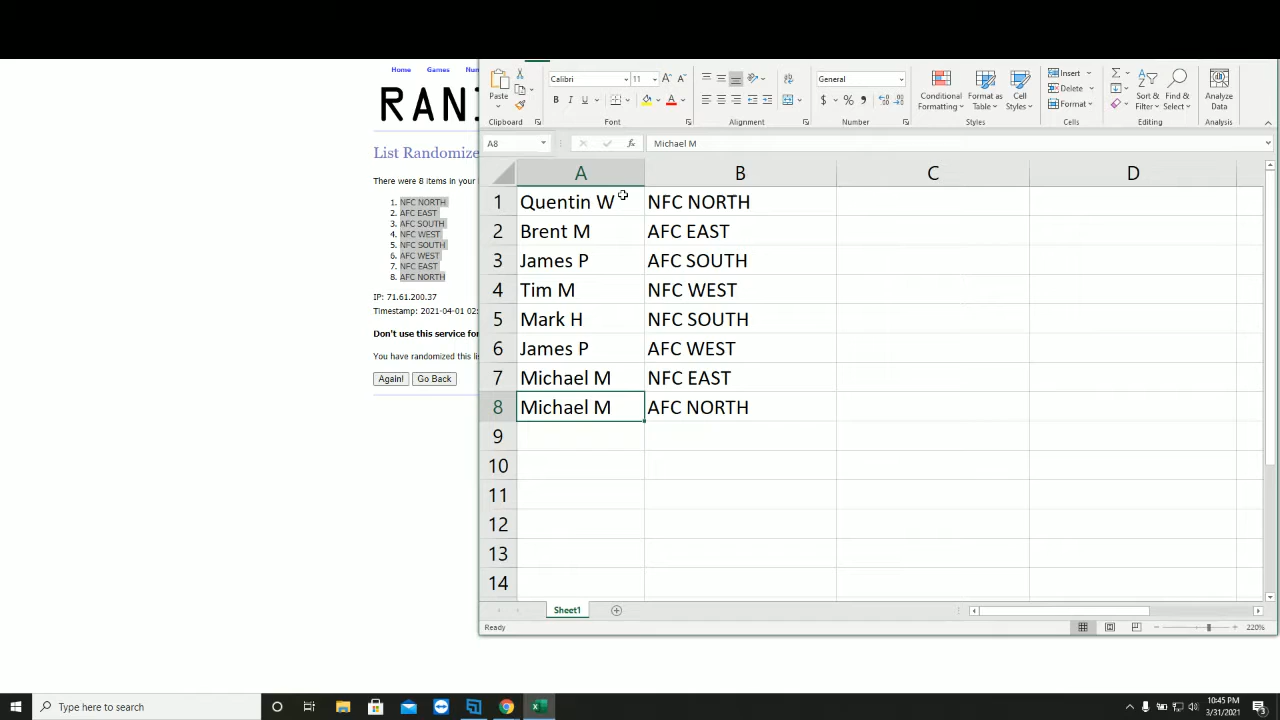 Home Games Nu
RAN
List Randomize
There were 8 items in your
1. NFC NORTH
2. AFC EAST
3. AFC SOUTH
4. NFC WEST
5. NFC SOUTH
6. AFC WEST
7. NFC EAST
8. AFC NORTH
IP: 71.61.200.37
Timestamp: 2021-04-01 02
Don't use this service for
You have randomized this li
Again! Go Back
Paste
Clipboard
Calibri 11
B I U
Font
Alignment
General
$ % 9
Number
Conditional Formatting
Format as Table
Cell Styles
Styles
Insert
Delete
Format
Cells
Sort & Filter
Find & Select
Editing
Analyze Data
Analysis
A8 fx Michael M
A B C D
1 Quentin W NFC NORTH
2 Brent M AFC EAST
3 James P AFC SOUTH
4 Tim M NFC WEST
5 Mark H NFC SOUTH
6 James P AFC WEST
7 Michael M NFC EAST
8 Michael M AFC NORTH
9
10
11
12
13
14
Sheet1
Ready 220%
Type here to search
10:45 PM
3/31/2021
3